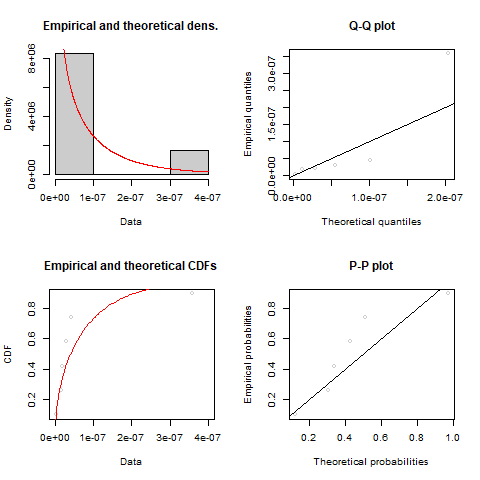 Empirical and theoretical dens.
Density
0e+00 4e+06 8e+06
0e+00 1e-07 2e-07 3e-07 4e-07
Data
Q-Q plot
Empirical quantiles
0.0e+00 1.5e-07 3.0e-07
0.0e+00 1.0e-07 2.0e-07
Theoretical quantiles
Empirical and theoretical CDFs
CDF
0.2 0.4 0.6 0.8
0e+00 1e-07 2e-07 3e-07 4e-07
Data
P-P plot
Empirical probabilities
0.2 0.4 0.6 0.8
0.2 0.4 0.6 0.8 1.0
Theoretical probabilities